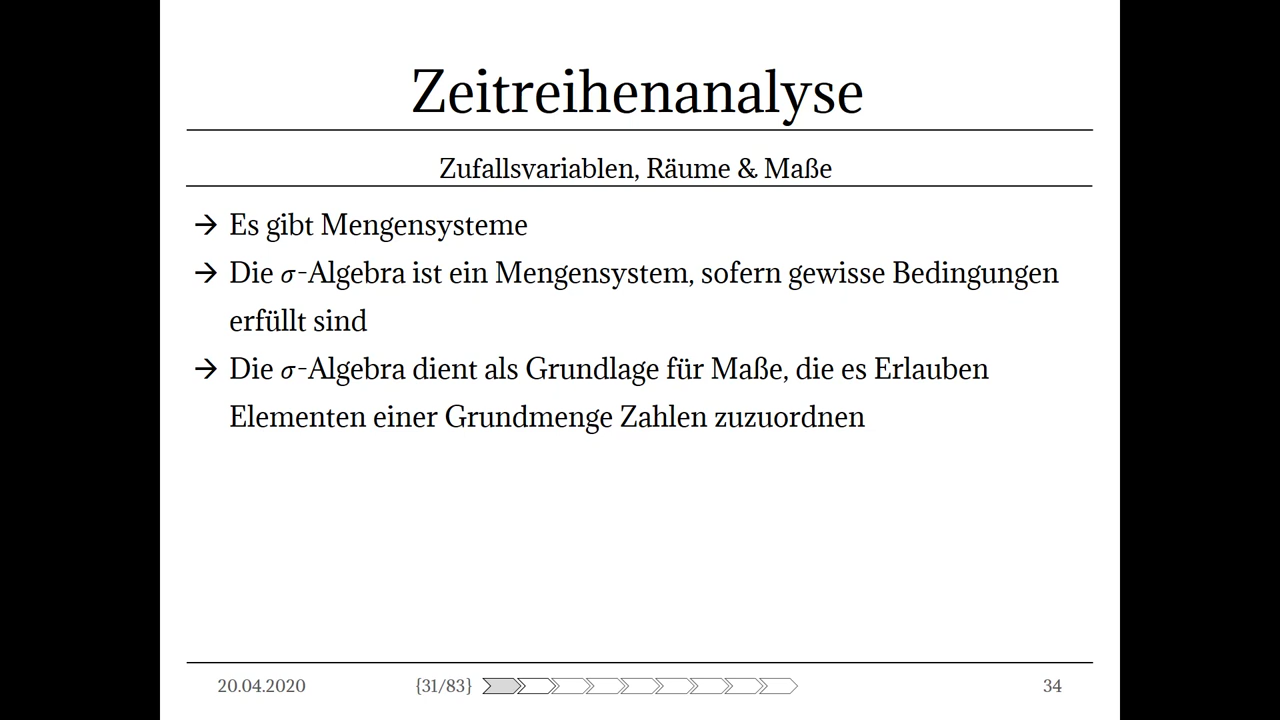 Zeitreihenanalyse
Zufallsvariablen, Räume & Maße
→ Es gibt Mengensysteme
→ Die σ-Algebra ist ein Mengensystem, sofern gewisse Bedingungen
erfüllt sind
→ Die σ-Algebra dient als Grundlage für Maße, die es Erlauben
Elementen einer Grundmenge Zahlen zuzuordnen
20.04.2020 {31/83} 34